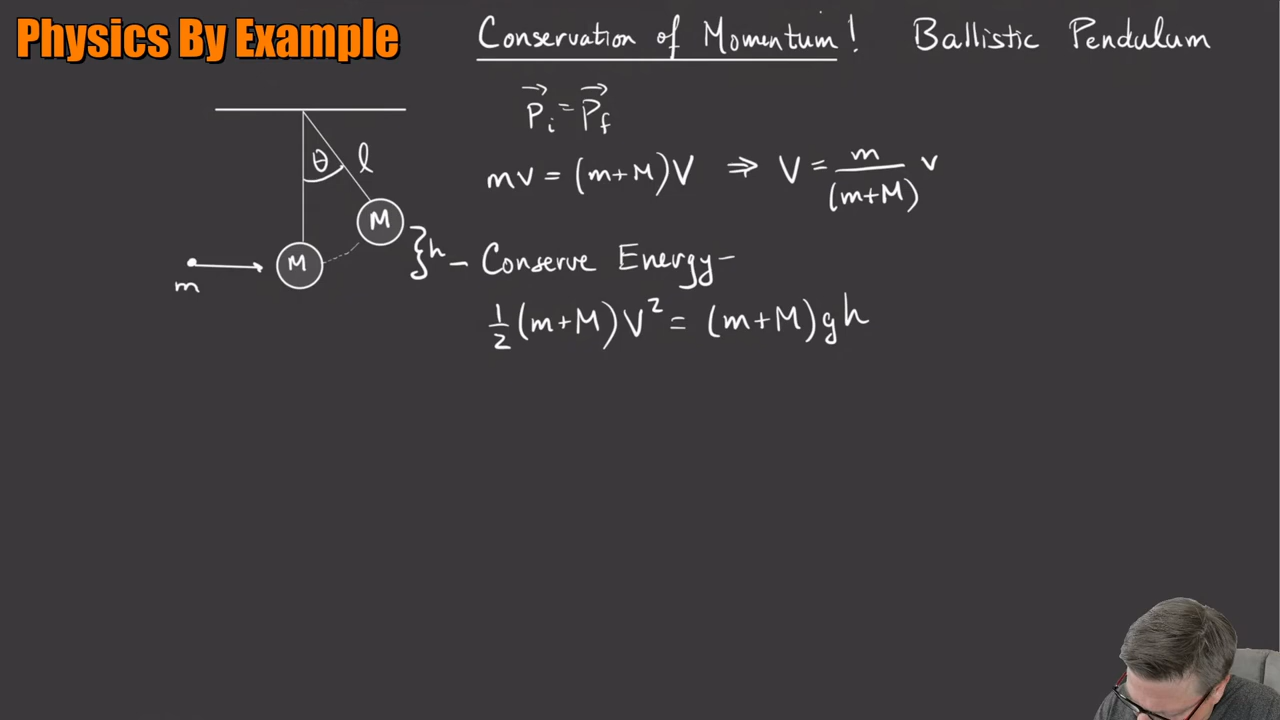 Physics By Example
Conservation of Momentum! Ballistic Pendulum
P⃗i = P⃗f
mv = (m+M)V ⇒ V = m/(m+M) v
θ
l
M
M
m
}h
– Conserve Energy –
½(m+M)V² = (m+M)gh